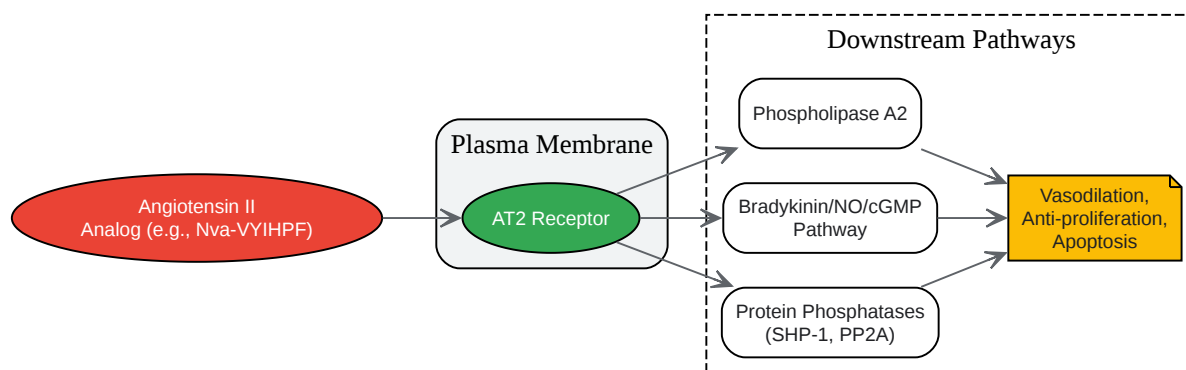 Downstream Pathways
Phospholipase A2
Plasma Membrane
Angiotensin II
Analog (e.g., Nva-VYIHPF)
AT2 Receptor
Bradykinin/NO/cGMP
Pathway
Vasodilation,
Anti-proliferation,
Apoptosis
Protein Phosphatases
(SHP-1, PP2A)